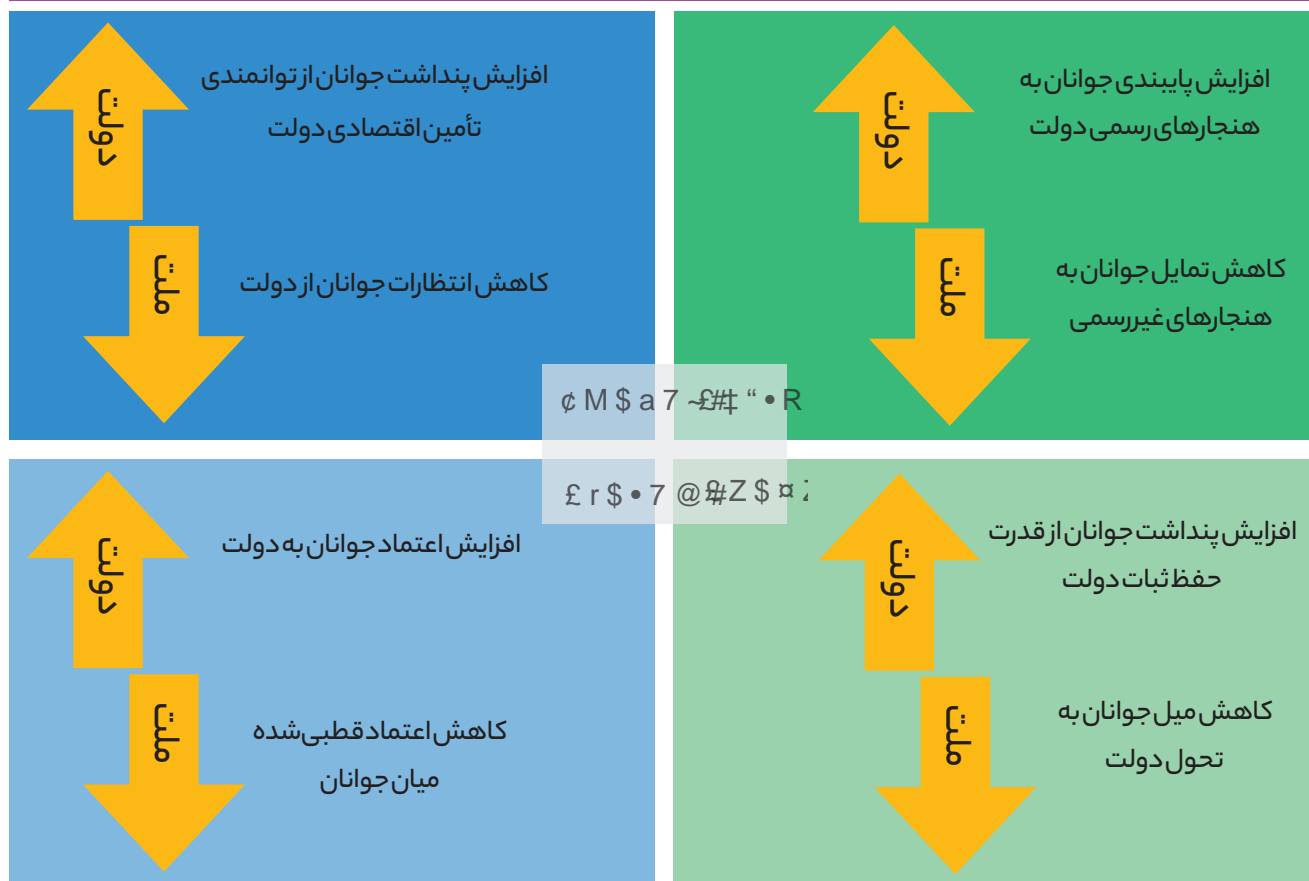 افزایش پایبندی جوانان به
هنجارهای رسمی دولت
دولت
کاهش تمایل جوانان به
هنجارهای غیررسمی
ملت
افزایش پنداشت جوانان از توانمندی
تأمین اقتصادی دولت
دولت
کاهش انتظارات جوانان از دولت
ملت
¢ M $ a 7 ~£#‡ “ • R
£ r $ • 7 @£#Z $ ¤
افزایش پنداشت جوانان از قدرت
حفظ ثبات دولت
دولت
کاهش میل جوانان به
تحول دولت
ملت
افزایش اعتماد جوانان به دولت
دولت
کاهش اعتماد قطبی‌شده
میان جوانان
ملت